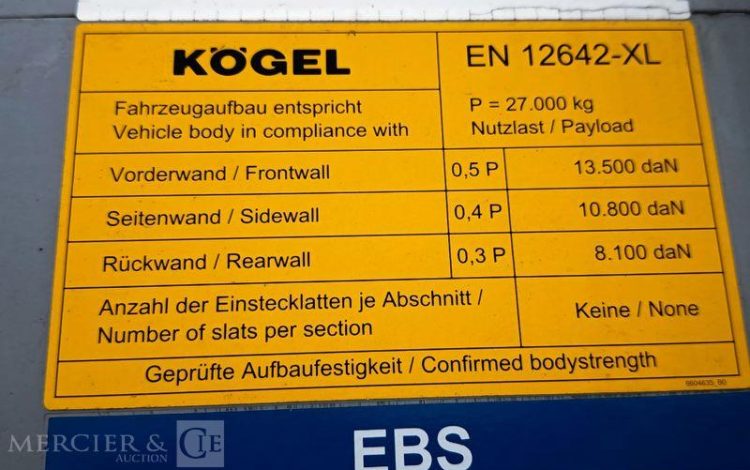 KÖGEL
EN 12642-XL
Fahrzeugaufbau entspricht
Vehicle body in compliance with
P = 27.000 kg
Nutzlast / Payload
Vorderwand / Frontwall 0,5 P 13.500 daN
Seitenwand / Sidewall 0,4 P 10.800 daN
Rückwand / Rearwall 0,3 P 8.100 daN
Anzahl der Einstecklatten je Abschnitt /
Number of slats per section
Keine / None
Geprüfte Aufbaufestigkeit / Confirmed bodystrength
EBS
MERCIER & CIE
AUCTION